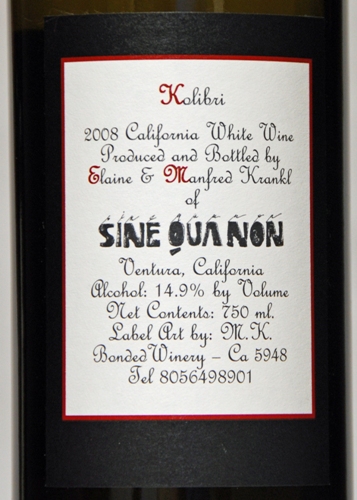 Kolibri
2008 California White Wine
Produced and Bottled by
Elaine & Manfred Krankl
of
SINE QUA NON
Ventura, California
Alcohol: 14.9% by Volume
Net Contents: 750 ml.
Label Art by: M.K.
Bonded Winery – Ca 5948
Tel 8056498901